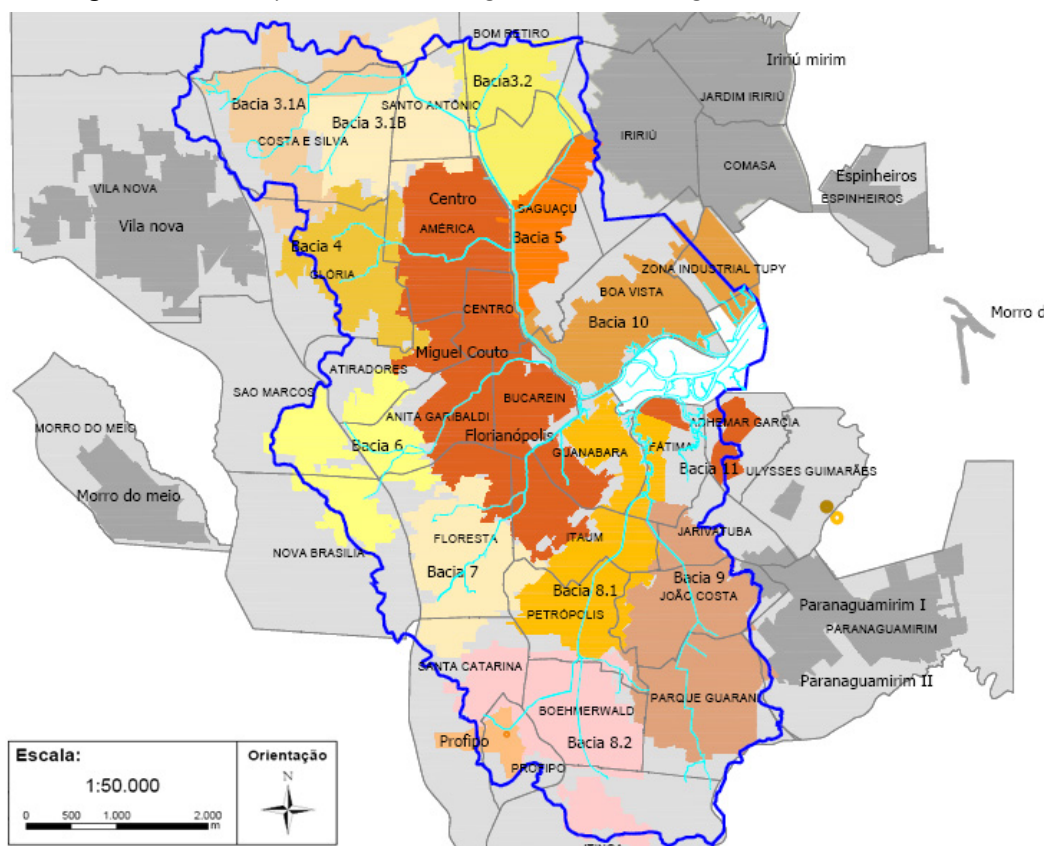 BOM RETIRO
Iririú mirim
Bacia3.2
Bacia 3.1A
SANTO ANTÔNIO
JARDIM IRIRIÚ
Bacia 3.1B
COSTA E SILVA
IRIRIÚ
COMASA
Espinheiros
ESPINHEIROS
VILA NOVA
Vila nova
Centro
SAGUAÇU
AMÉRICA
Bacia 5
Bacia 4
GLÓRIA
ZONA INDUSTRIAL TUPY
BOA VISTA
CENTRO
Morro d
Bacia 10
Miguel Couto
ATIRADORES
SAO MARCOS
BUCAREIN
ANITA GARIBALDI
ADHEMAR GARCIA
MORRO DO MEIO
Florianópolis
Bacia 6
GUANABARA
FÁTIMA
Bacia 11
ULYSSES GUIMARÃES
Morro do meio
FLORESTA
ITAUM
JARIVATUBA
NOVA BRASILIA
Bacia 7
Bacia 8.1
Bacia 9
JOÃO COSTA
PETRÓPOLIS
Paranaguamirim I
PARANAGUAMIRIM
SANTA CATARINA
Paranaguamirim II
PARQUE GUARANI
BOEHMERWALD
Profipo
Bacia 8.2
PROFIPO
Escala:
1:50.000
0 500 1.000 2.000
m
Orientação
N